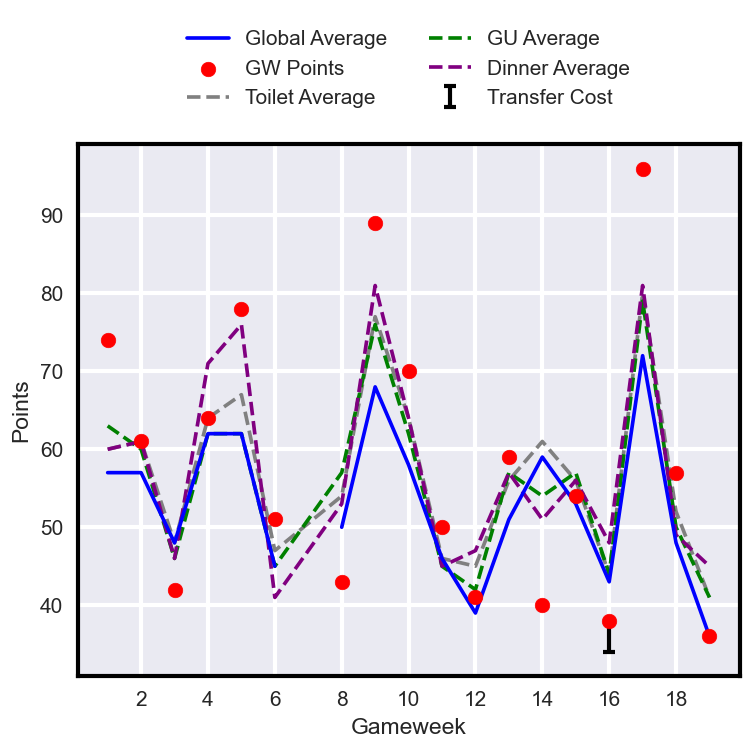 Global Average GU Average
GW Points Dinner Average
Toilet Average Transfer Cost
90
80
70
60
50
40
Points
2 4 6 8 10 12 14 16 18
Gameweek